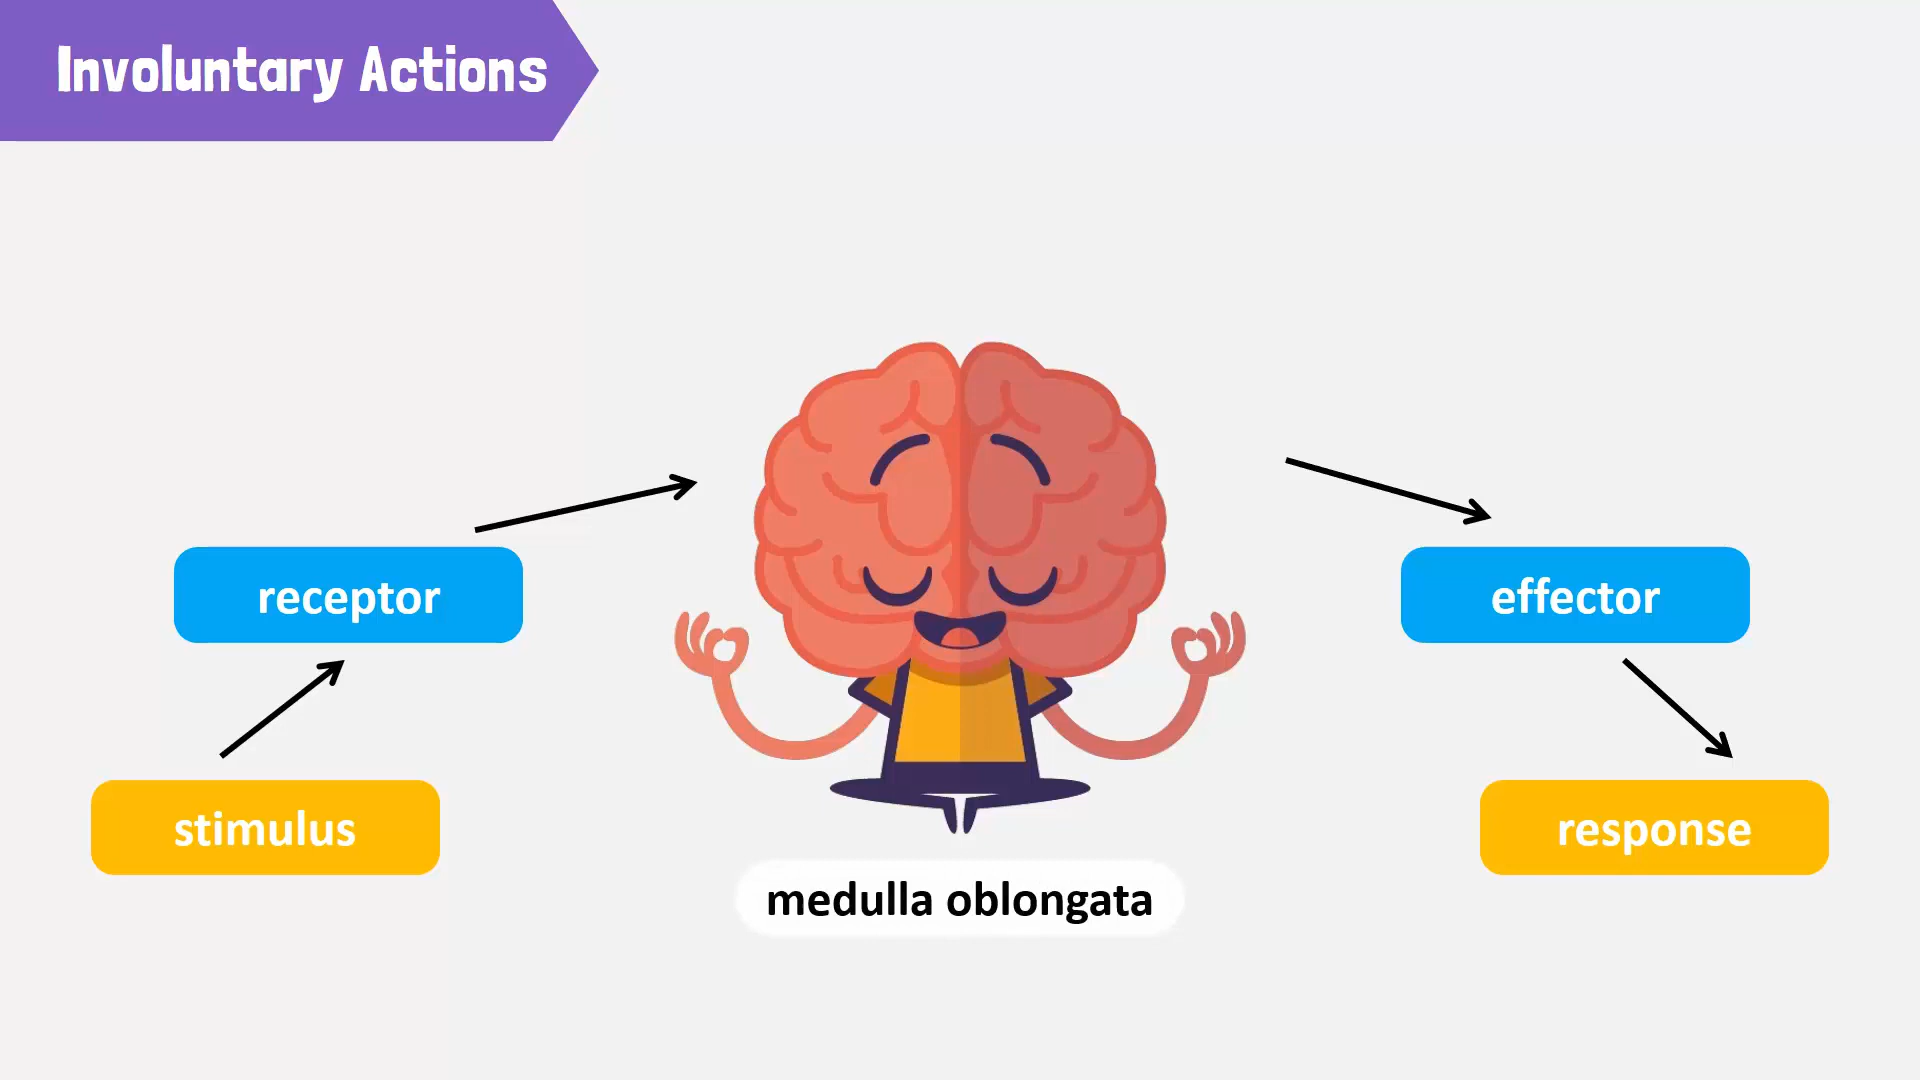 Involuntary Actions
receptor
effector
stimulus
response
medulla oblongata